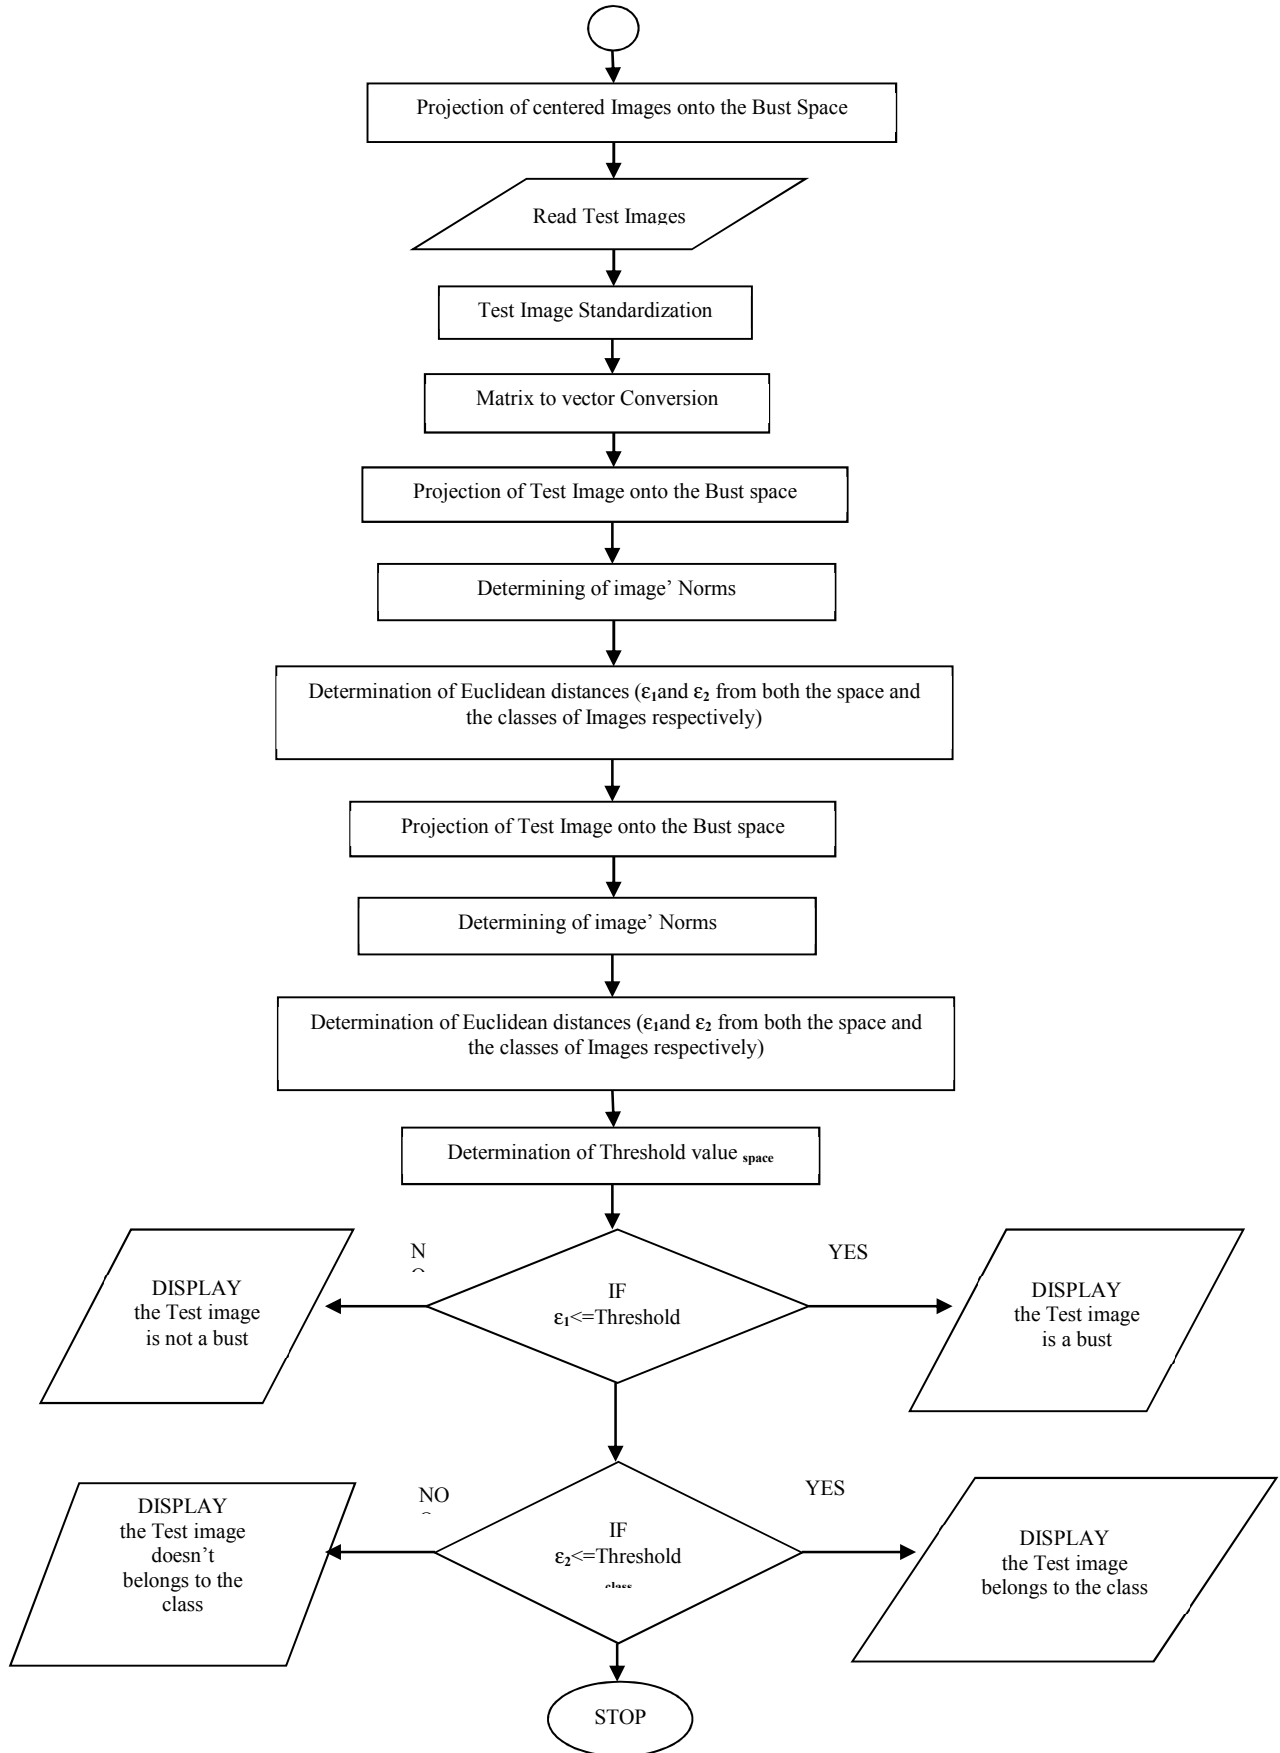 Projection of centered Images onto the Bust Space
Read Test Images
Test Image Standardization
Matrix to vector Conversion
Projection of Test Image onto the Bust space
Determining of image’ Norms
Determination of Euclidean distances (ε₁and ε₂ from both the space and
the classes of Images respectively)
Projection of Test Image onto the Bust space
Determining of image’ Norms
Determination of Euclidean distances (ε₁and ε₂ from both the space and
the classes of Images respectively)
Determination of Threshold value space
N
YES
DISPLAY
the Test image
is not a bust
IF
ε₁<=Threshold
DISPLAY
the Test image
is a bust
NO
YES
DISPLAY
the Test image
doesn’t
belongs to the
class
IF
ε₂<=Threshold
class
DISPLAY
the Test image
belongs to the class
STOP